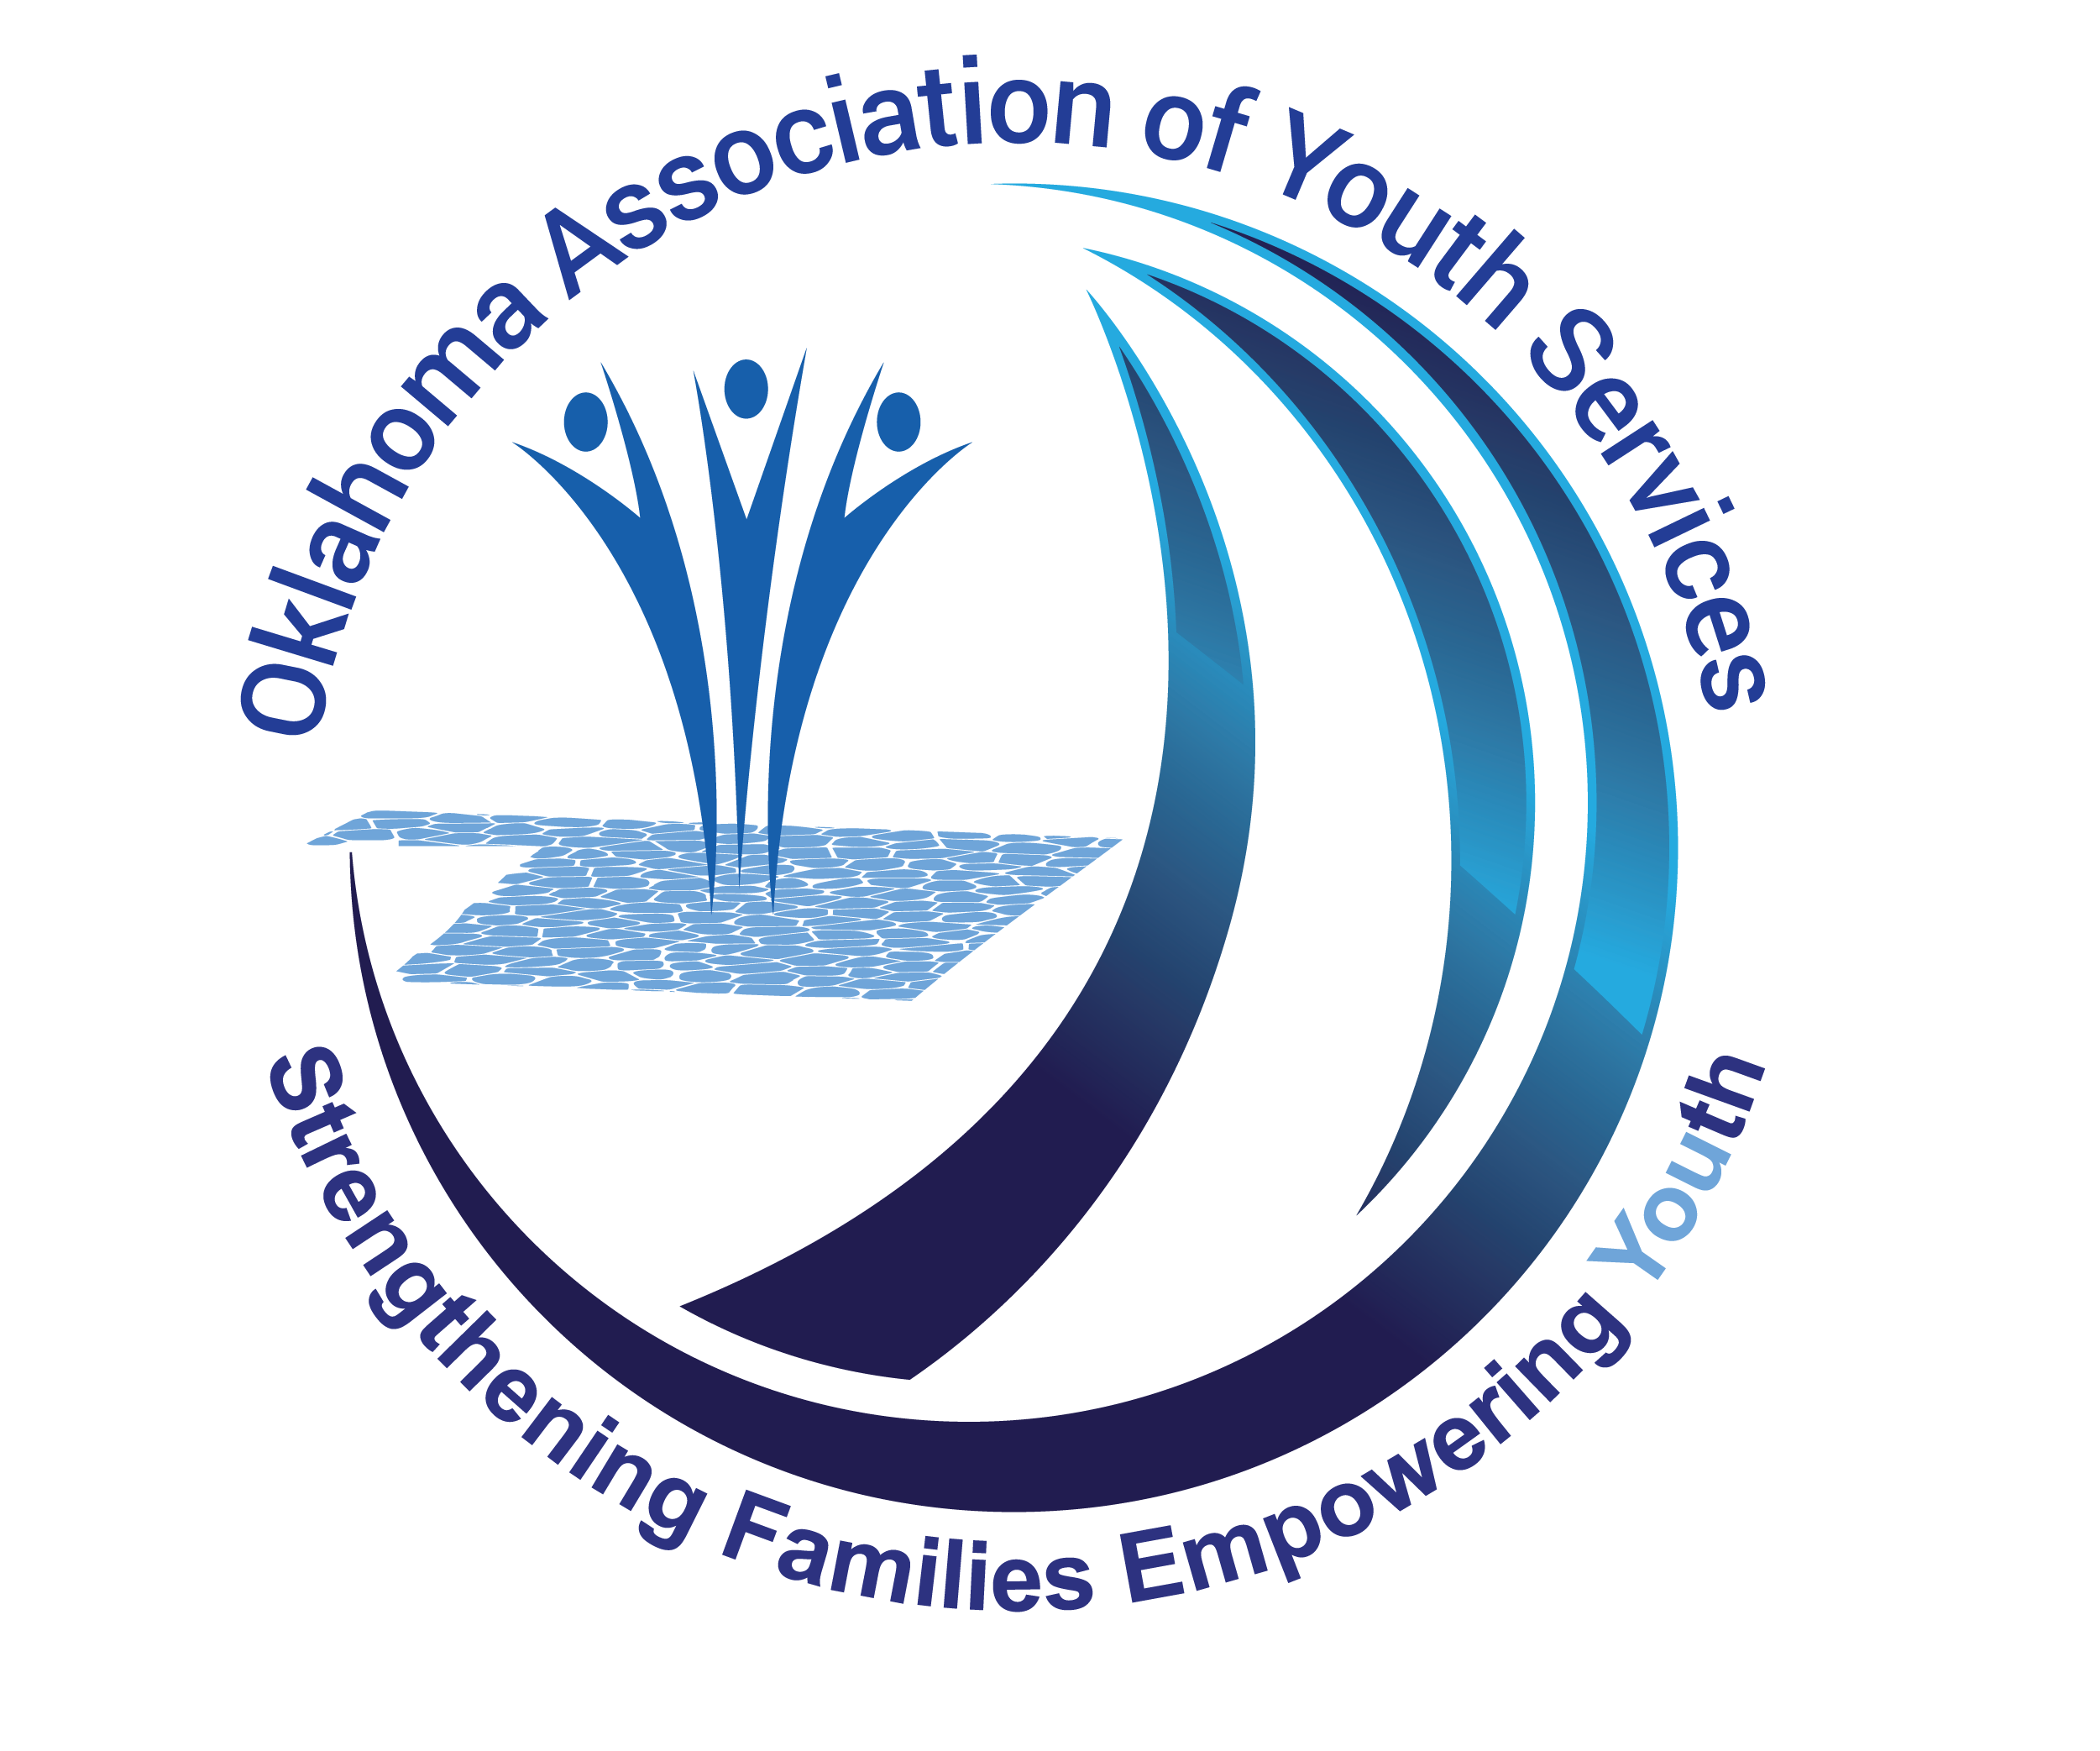 Oklahoma Association of Youth Services
Strengthening Families Empowering Youth